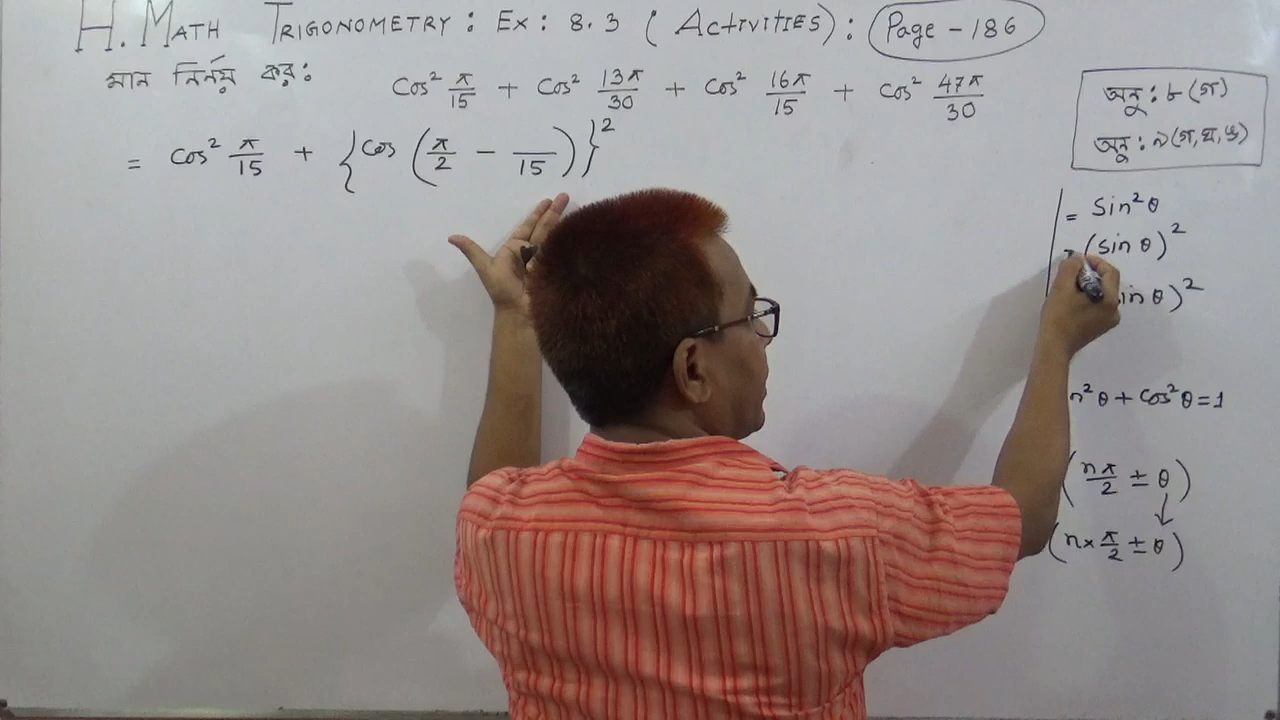 H. MATH TRIGONOMETRY: Ex: 8.3 ( Activities ): Page - 186
মান নির্নয় কর: cos² π/15 + cos² 13π/30 + cos² 16π/15 + cos² 47π/30
= cos² π/15 + {cos (π/2 - /15)}²
অনু: ৮(গ)
অনু: ৯(গ,ঘ,ঙ)
= sin²θ
= (sin θ)²
in θ)²
n²θ + cos²θ = 1
(nπ/2 ± θ)
↓
(n × π/2 ± θ)